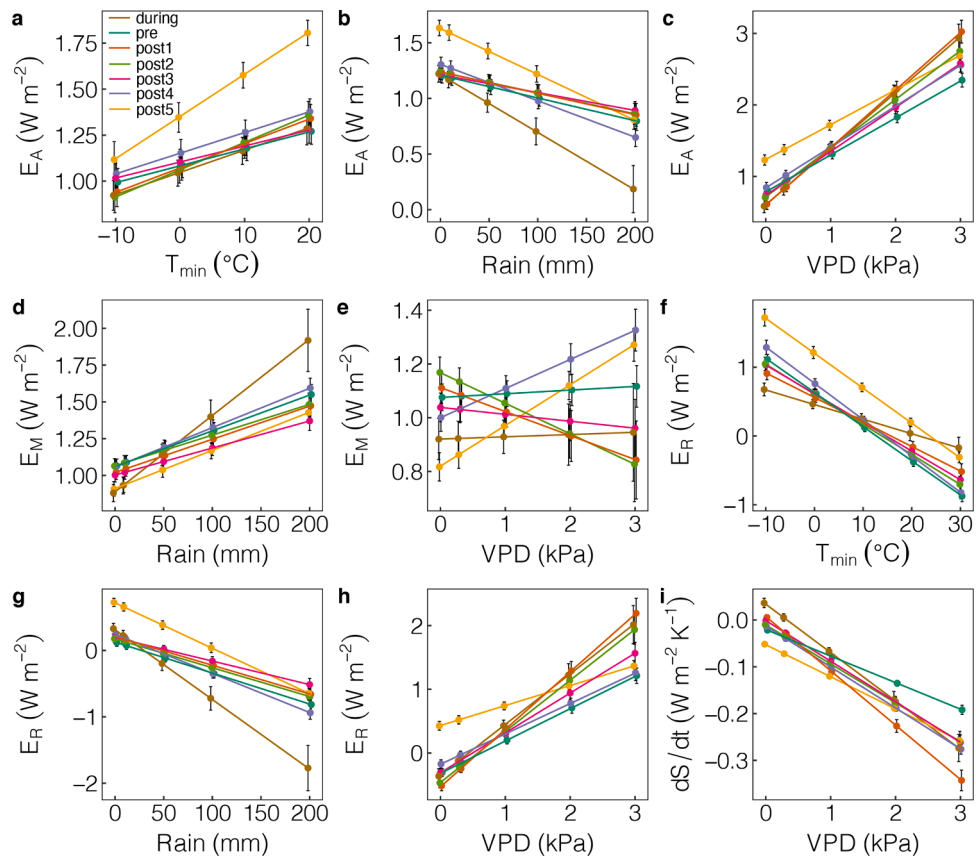 a
during
pre
post1
post2
post3
post4
post5
1.75
1.50
1.25
1.00
E_A (W m⁻²)
−10 0 10 20
T_min (°C)
b
1.5
1.0
0.5
0.0
E_A (W m⁻²)
0 50 100 150 200
Rain (mm)
c
3
2
1
E_A (W m⁻²)
0 1 2 3
VPD (kPa)
d
2.00
1.75
1.50
1.25
1.00
E_M (W m⁻²)
0 50 100 150 200
Rain (mm)
e
1.4
1.2
1.0
0.8
E_M (W m⁻²)
0 1 2 3
VPD (kPa)
f
1
0
−1
E_R (W m⁻²)
−10 0 10 20 30
T_min (°C)
g
0
−1
−2
E_R (W m⁻²)
0 50 100 150 200
Rain (mm)
h
2
1
0
E_R (W m⁻²)
0 1 2 3
VPD (kPa)
i
0.0
−0.1
−0.2
−0.3
dS/dt (W m⁻² K⁻¹)
0 1 2 3
VPD (kPa)